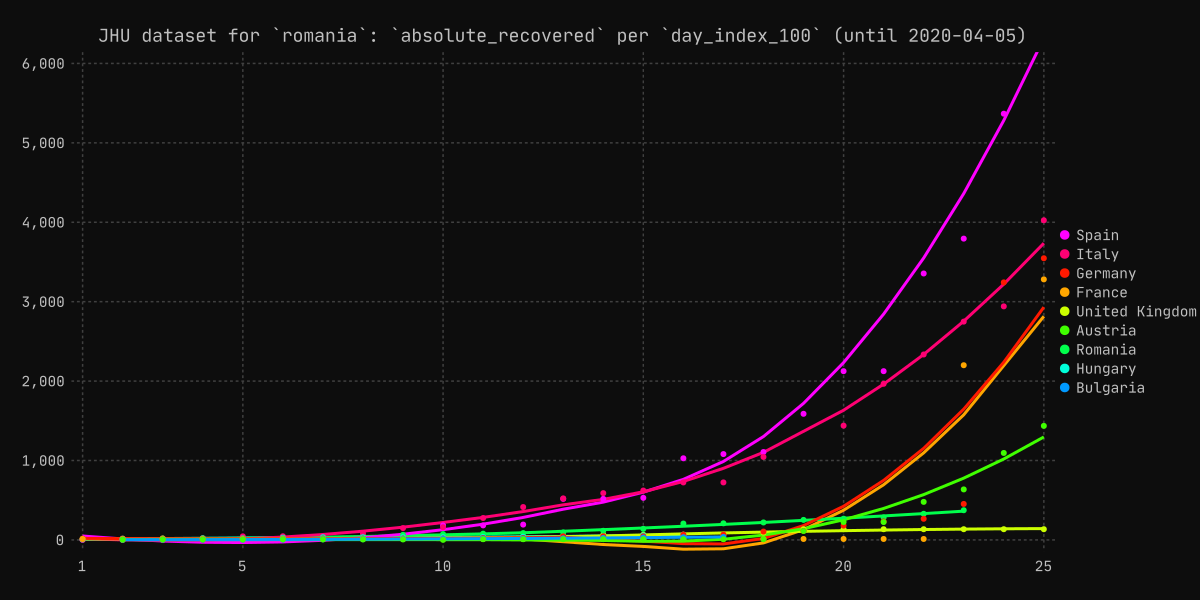 JHU dataset for `romania`: `absolute_recovered` per `day_index_100` (until 2020-04-05)
6,000
5,000
4,000
3,000
2,000
1,000
0
1
5
10
15
20
25
Spain
Italy
Germany
France
United Kingdom
Austria
Romania
Hungary
Bulgaria